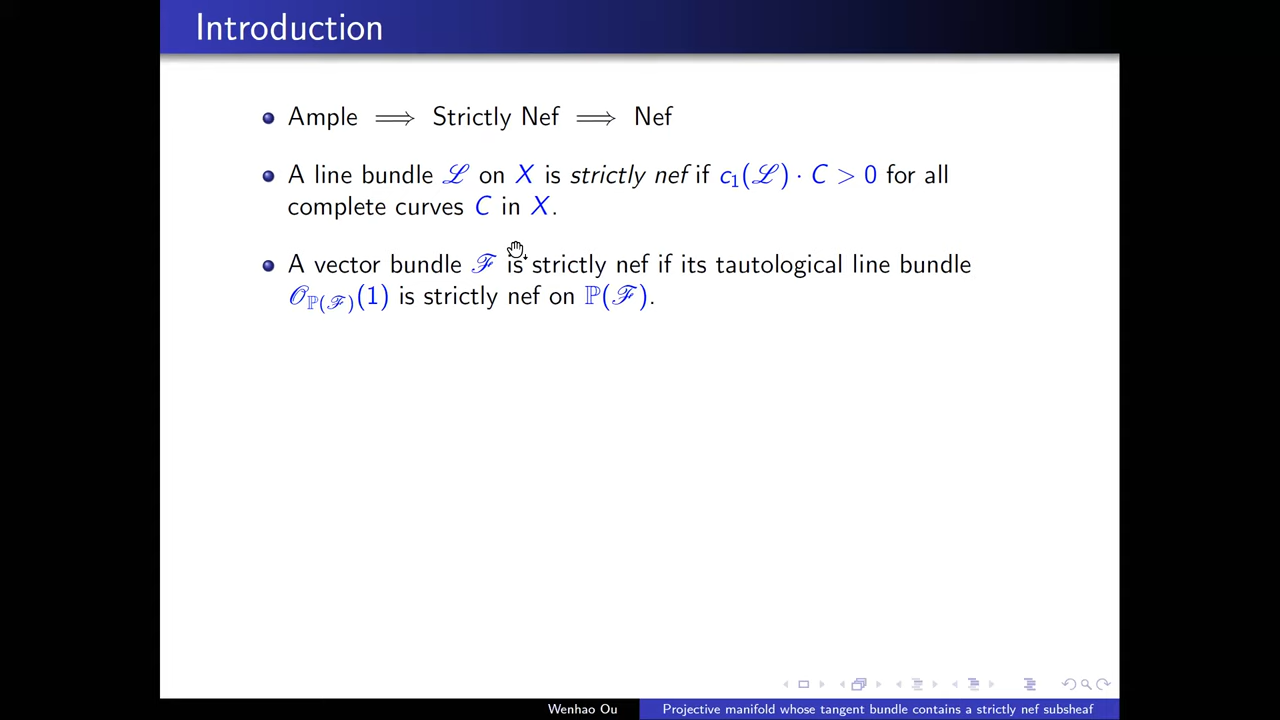 Introduction
Ample ⟹ Strictly Nef ⟹ Nef
A line bundle ℒ on X is strictly nef if c₁(ℒ) · C > 0 for all
complete curves C in X.
A vector bundle ℱ is strictly nef if its tautological line bundle
𝒪_ℙ(ℱ)(1) is strictly nef on ℙ(ℱ).
Wenhao Ou
Projective manifold whose tangent bundle contains a strictly nef subsheaf